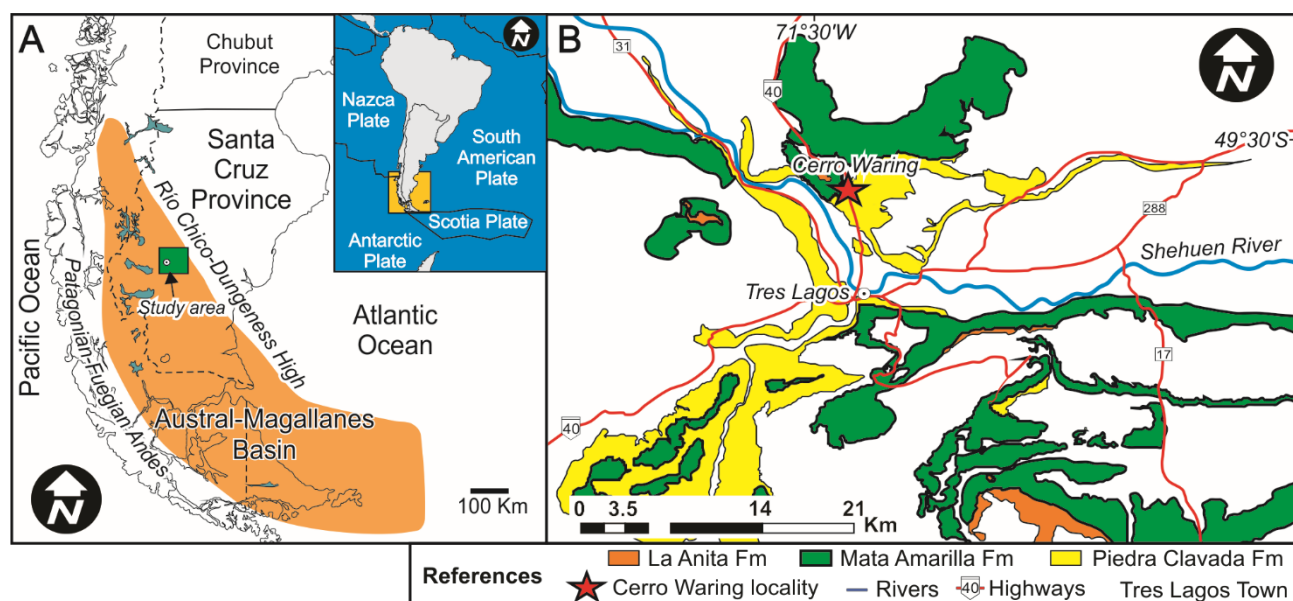 A
Chubut
Province
Santa
Cruz
Province
Rio Chico-Dungeness High
Study area
Pacific Ocean
Patagonian-Fuegian Andes
Atlantic
Ocean
Austral-Magallanes
Basin
100 Km
N
N
Nazca
Plate
South
American
Plate
Scotia Plate
Antarctic
Plate
B
71°30'W
N
31
40
49°30'S
Cerro Waring
288
Shehuen River
Tres Lagos
17
40
0 3.5 7 14 21
Km
References
La Anita Fm Mata Amarilla Fm Piedra Clavada Fm
Cerro Waring locality Rivers 40 Highways Tres Lagos Town